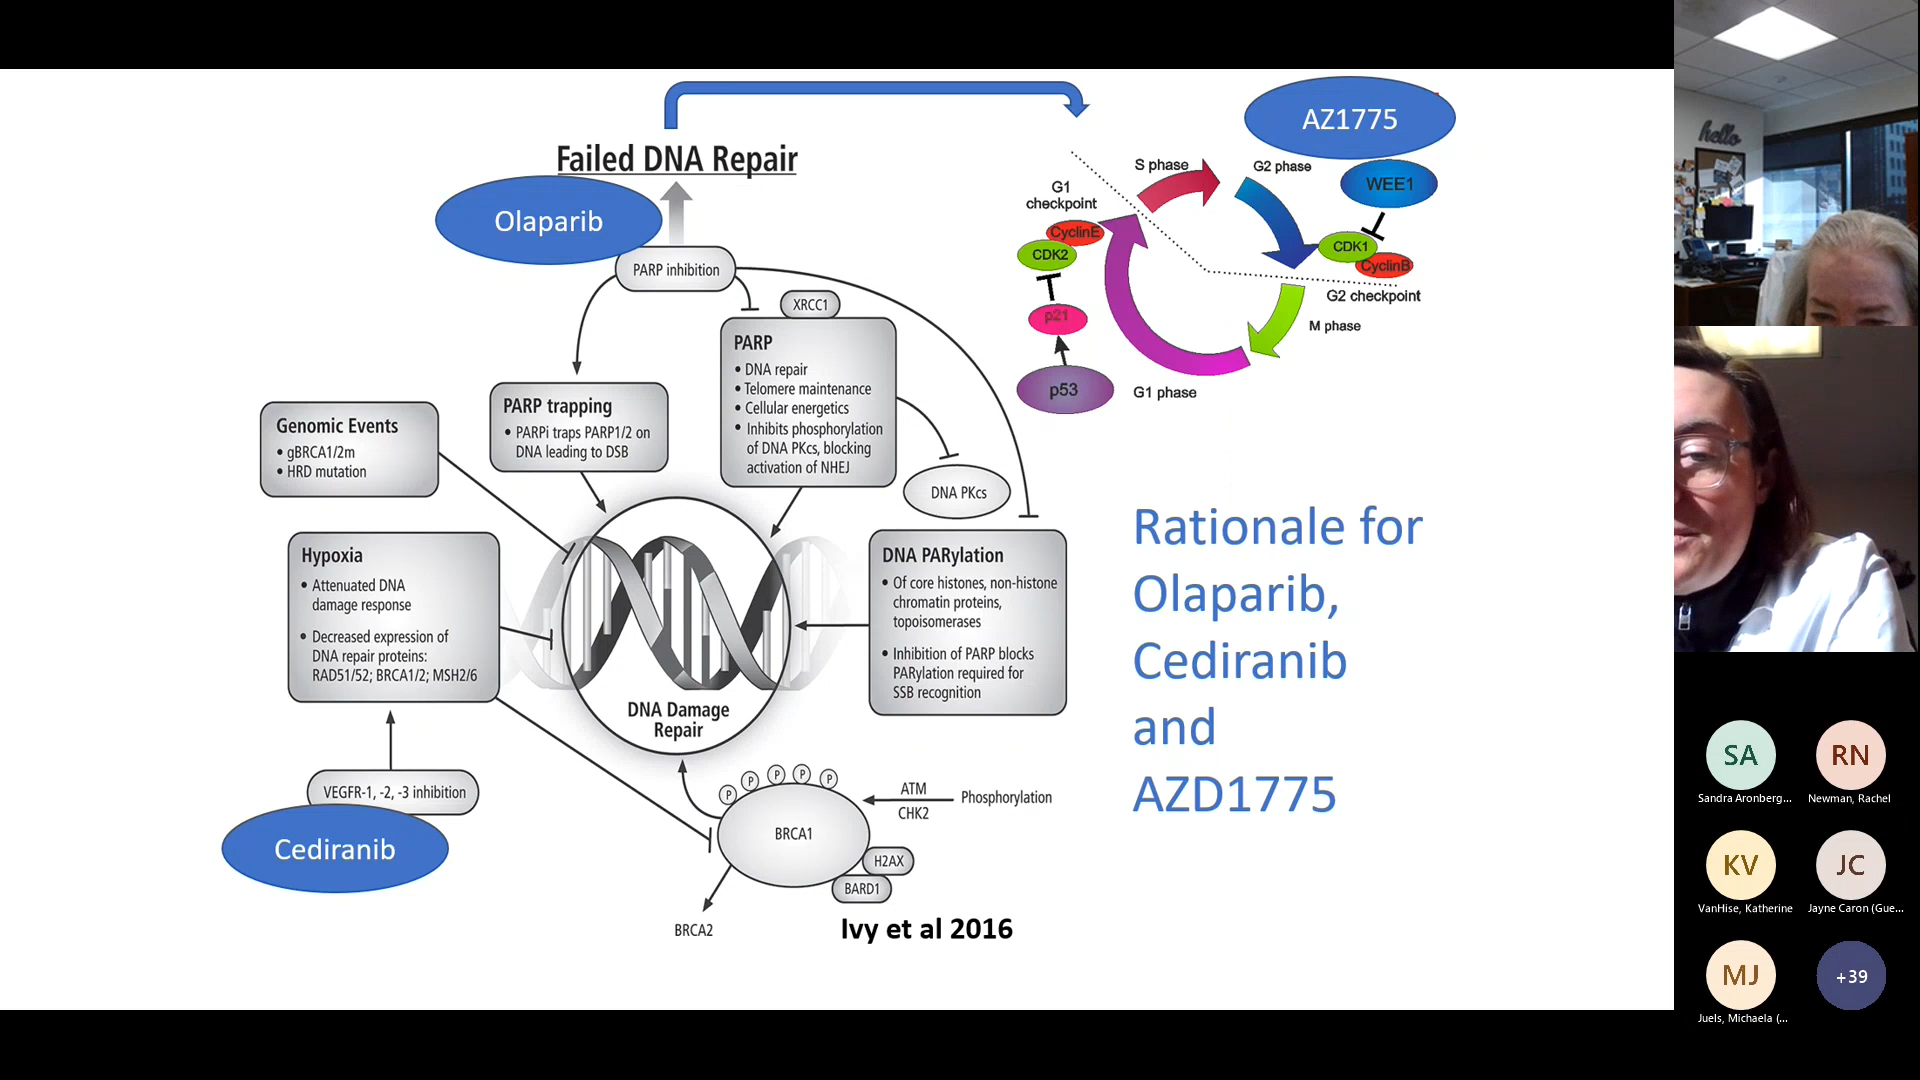 Failed DNA Repair
Olaparib
PARP inhibition
XRCC1
PARP
• DNA repair
• Telomere maintenance
• Cellular energetics
• Inhibits phosphorylation
of DNA PKcs, blocking
activation of NHEJ
PARP trapping
• PARPi traps PARP1/2 on
DNA leading to DSB
Genomic Events
• gBRCA1/2m
• HRD mutation
DNA PKcs
Hypoxia
• Attenuated DNA
damage response
• Decreased expression of
DNA repair proteins:
RAD51/52; BRCA1/2; MSH2/6
DNA PARylation
• Of core histones, non-histone
chromatin proteins,
topoisomerases
• Inhibition of PARP blocks
PARylation required for
SSB recognition
DNA Damage
Repair
VEGFR-1, -2, -3 inhibition
Cediranib
P
P
P
P
P
BRCA1
ATM
CHK2
Phosphorylation
H2AX
BARD1
BRCA2
Ivy et al 2016
AZ1775
S phase
G2 phase
WEE1
G1
checkpoint
CyclinE
CDK2
CDK1
CyclinB
G2 checkpoint
p21
M phase
p53
G1 phase
Rationale for
Olaparib,
Cediranib
and
AZD1775
hello
SA
RN
Sandra Aronberg...
Newman, Rachel
KV
JC
VanHise, Katherine
Jayne Caron (Gue...
MJ
+39
Juels, Michaela (...